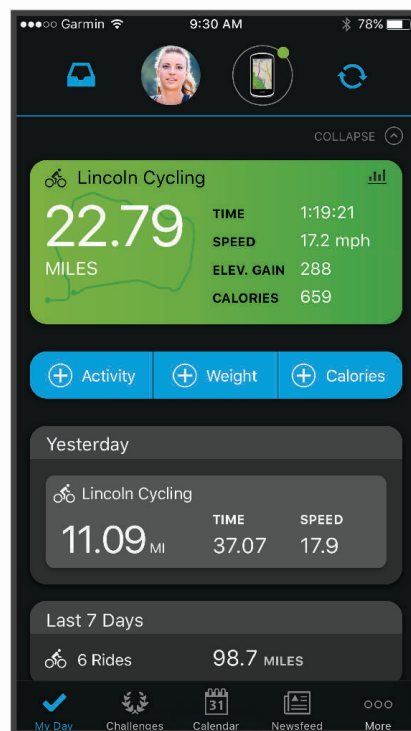 Garmin 9:30 AM 78%
COLLAPSE
Lincoln Cycling
22.79
MILES
TIME 1:19:21
SPEED 17.2 mph
ELEV. GAIN 288
CALORIES 659
Activity Weight Calories
Yesterday
Lincoln Cycling
11.09 MI
TIME SPEED
37.07 17.9
Last 7 Days
6 Rides 98.7 MILES
31
My Day Challenges Calendar Newsfeed More